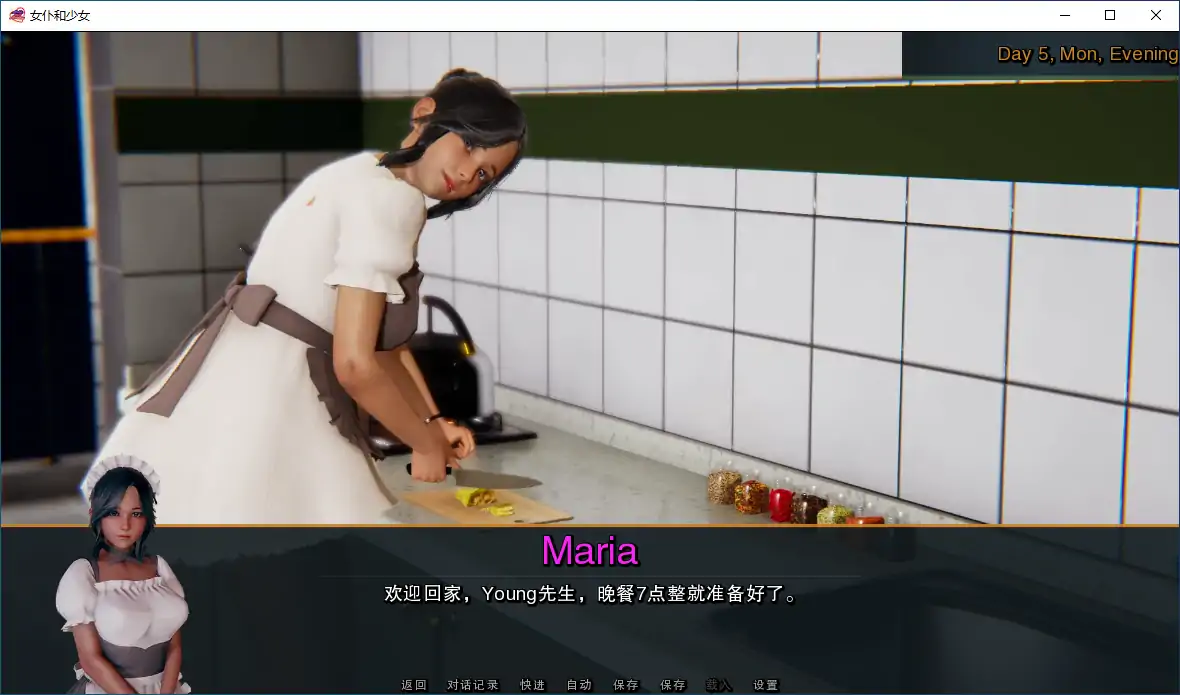 女仆和少女
Day 5, Mon, Evening
Maria
欢迎回家，Young先生，晚餐7点整就准备好了。
返回 对话记录 快进 自动 保存 保存 载入 设置